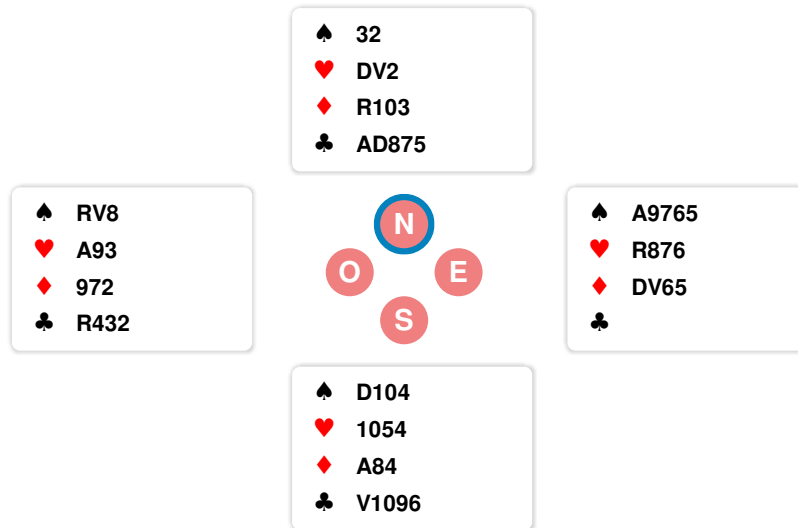 ♠ 32
♥ DV2
♦ R103
♣ AD875
♠ RV8
♥ A93
♦ 972
♣ R432
N
O E
S
♠ A9765
♥ R876
♦ DV65
♣
♠ D104
♥ 1054
♦ A84
♣ V1096